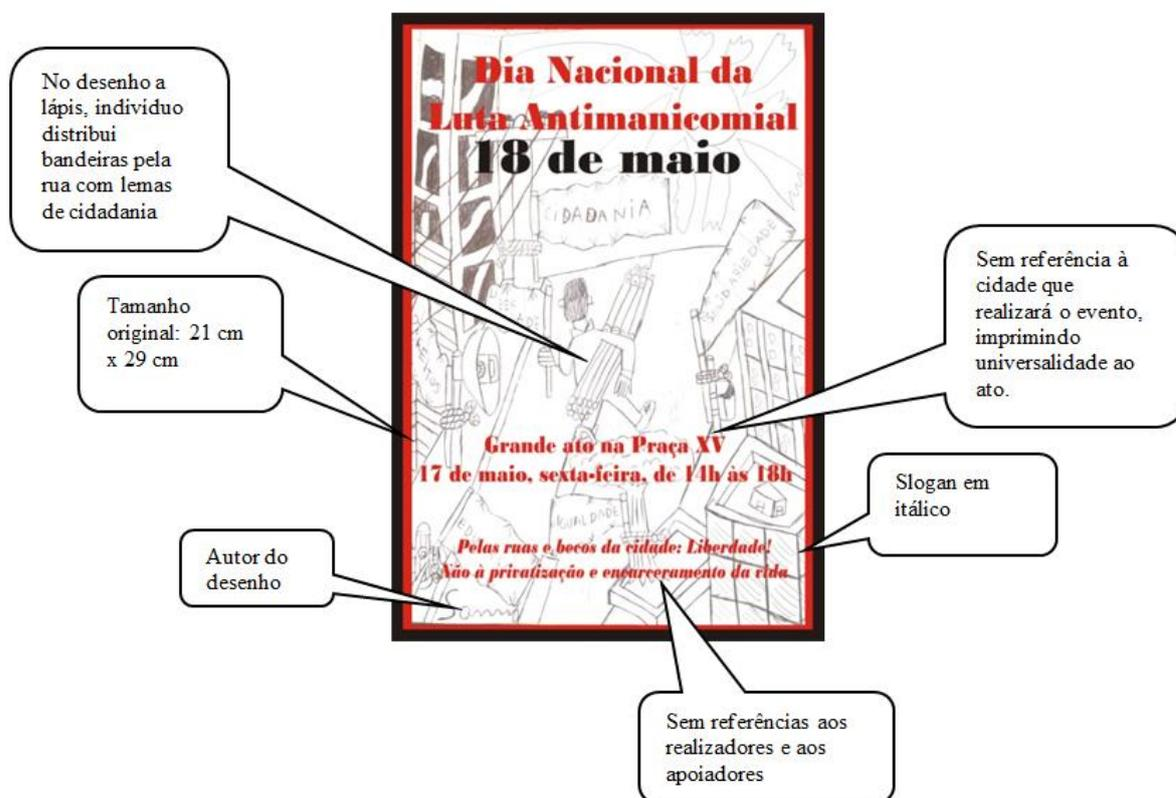 No desenho a
lápis, individuo
distribui
bandeiras pela
rua com lemas
de cidadania
Tamanho
original: 21 cm
x 29 cm
Autor do
desenho
Dia Nacional da
Luta Antimanicomial
18 de maio
CIDADANIA
SOLIDARIEDADE
Grande ato na Praça XV
17 de maio, sexta-feira, de 14h às 18h
IGUALDADE
Pelas ruas e becos da cidade: Liberdade!
Não à privatização e encarceramento da vida
Sem referência à
cidade que
realizará o evento,
imprimindo
universalidade ao
ato.
Slogan em
itálico
Sem referências aos
realizadores e aos
apoiadores